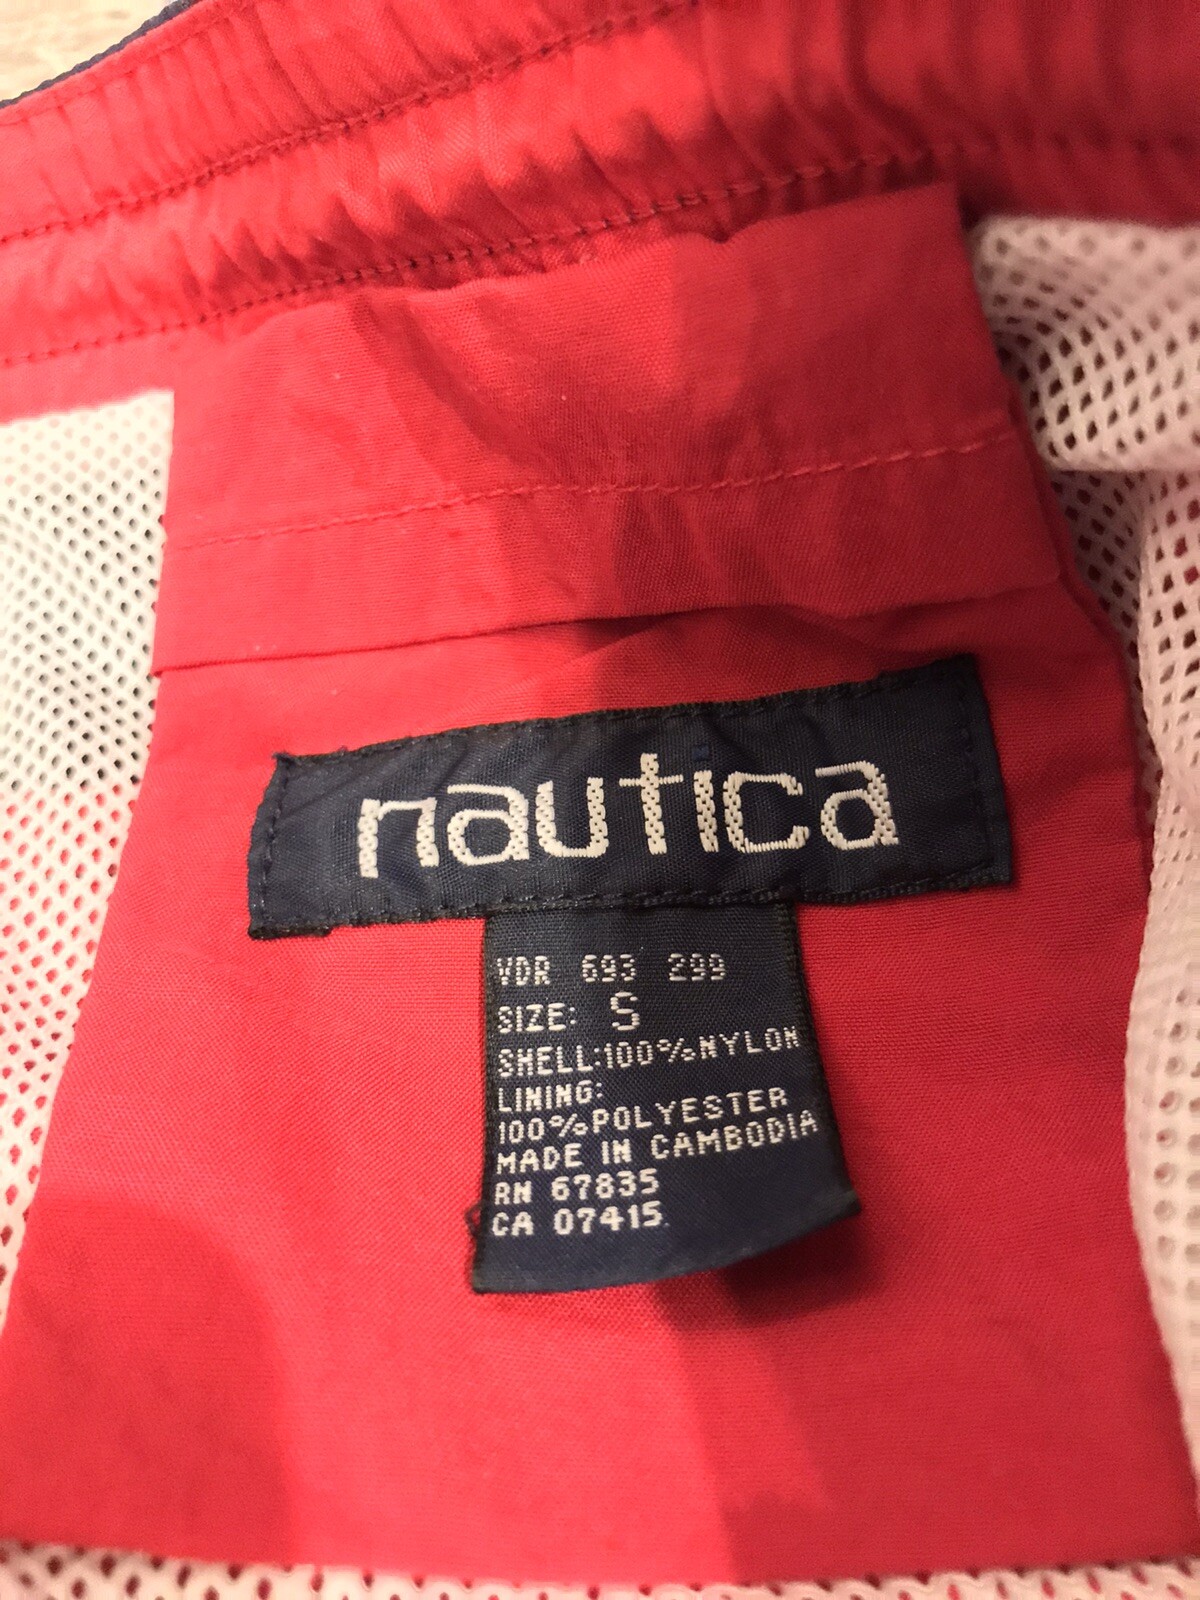 nautica
VDR 693 299
SIZE: S
SHELL:100%NYLON
LINING:
100%POLYESTER
MADE IN CAMBODIA
RN 67835
CA 07415